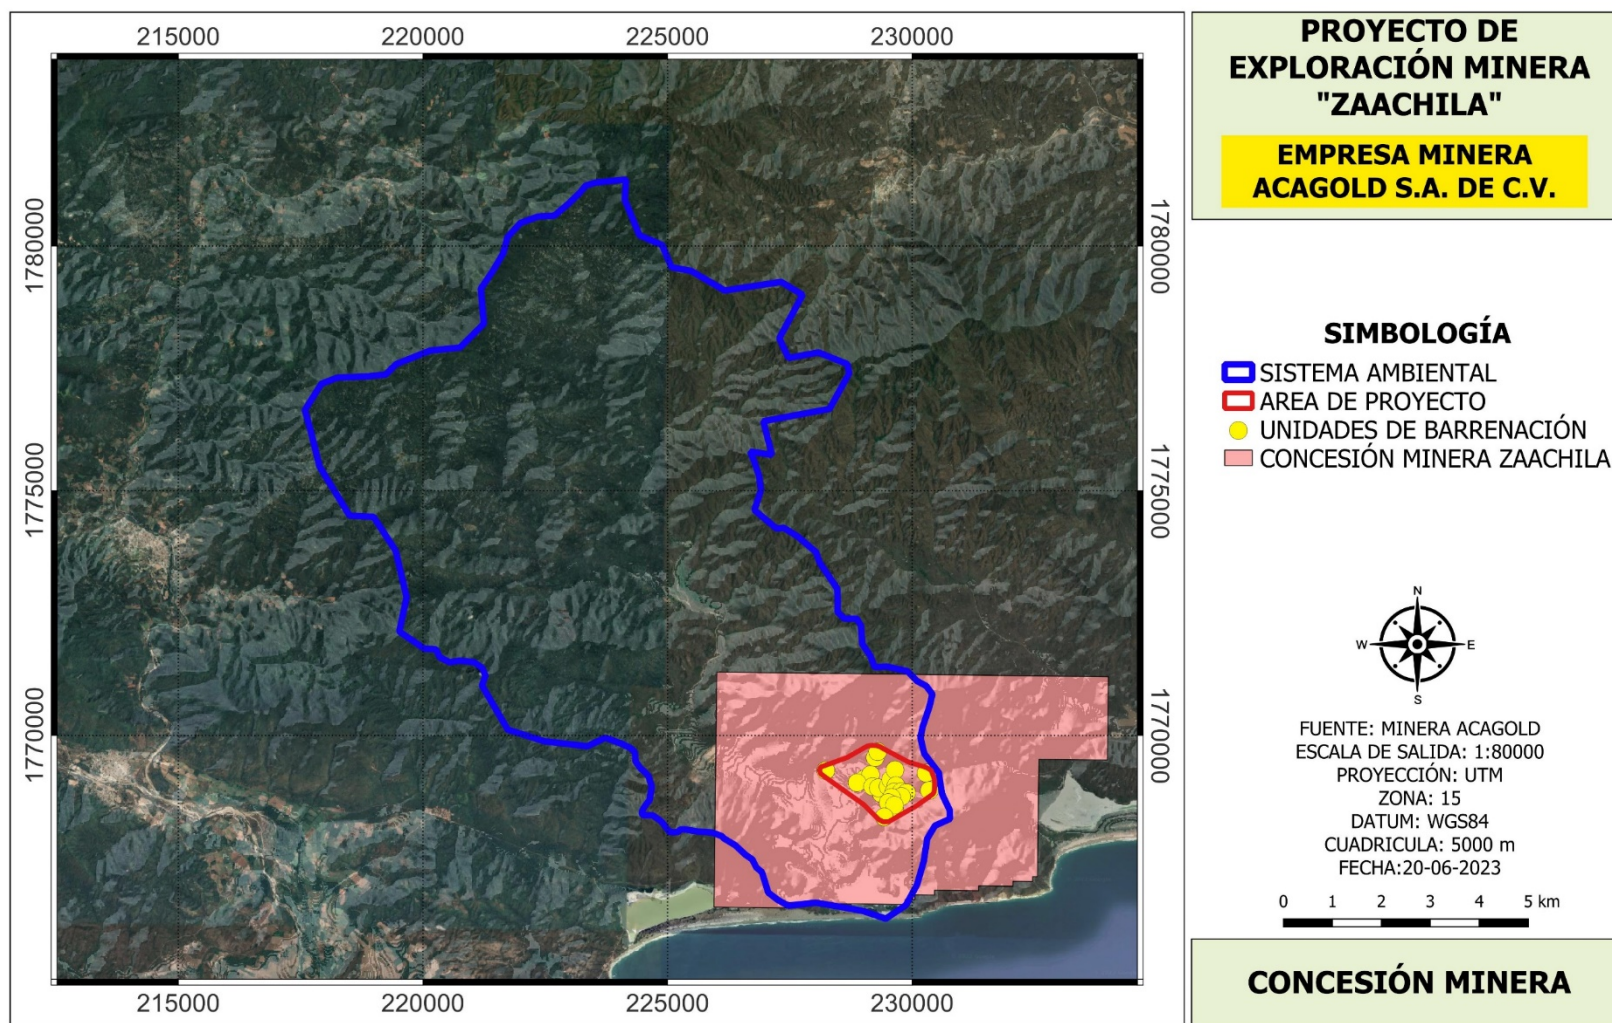 215000
220000
225000
230000
1780000
1775000
1770000
1780000
1775000
1770000
215000
220000
225000
230000
PROYECTO DE
EXPLORACIÓN MINERA
"ZAACHILA"
EMPRESA MINERA
ACAGOLD S.A. DE C.V.
SIMBOLOGÍA
SISTEMA AMBIENTAL
AREA DE PROYECTO
UNIDADES DE BARRENACIÓN
CONCESIÓN MINERA ZAACHILA
N
W E
S
FUENTE: MINERA ACAGOLD
ESCALA DE SALIDA: 1:80000
PROYECCIÓN: UTM
ZONA: 15
DATUM: WGS84
CUADRICULA: 5000 m
FECHA:20-06-2023
0 1 2 3 4 5 km
CONCESIÓN MINERA